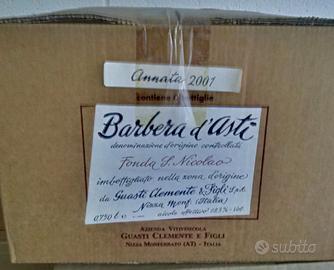 Annata 2001
contiene 6 bottiglie
Barbera d'Asti
denominazione d'origine controllata
Fonda S. Nicolao
imbottigliato nella zona d'origine
da Guasti Clemente & Figli S.p.A.
Nizza Monf. (Italia)
0,750 l e
AZIENDA VITIVINICOLA
GUASTI CLEMENTE E FIGLI
NIZZA MONFERRATO (AT) - ITALIA
subito